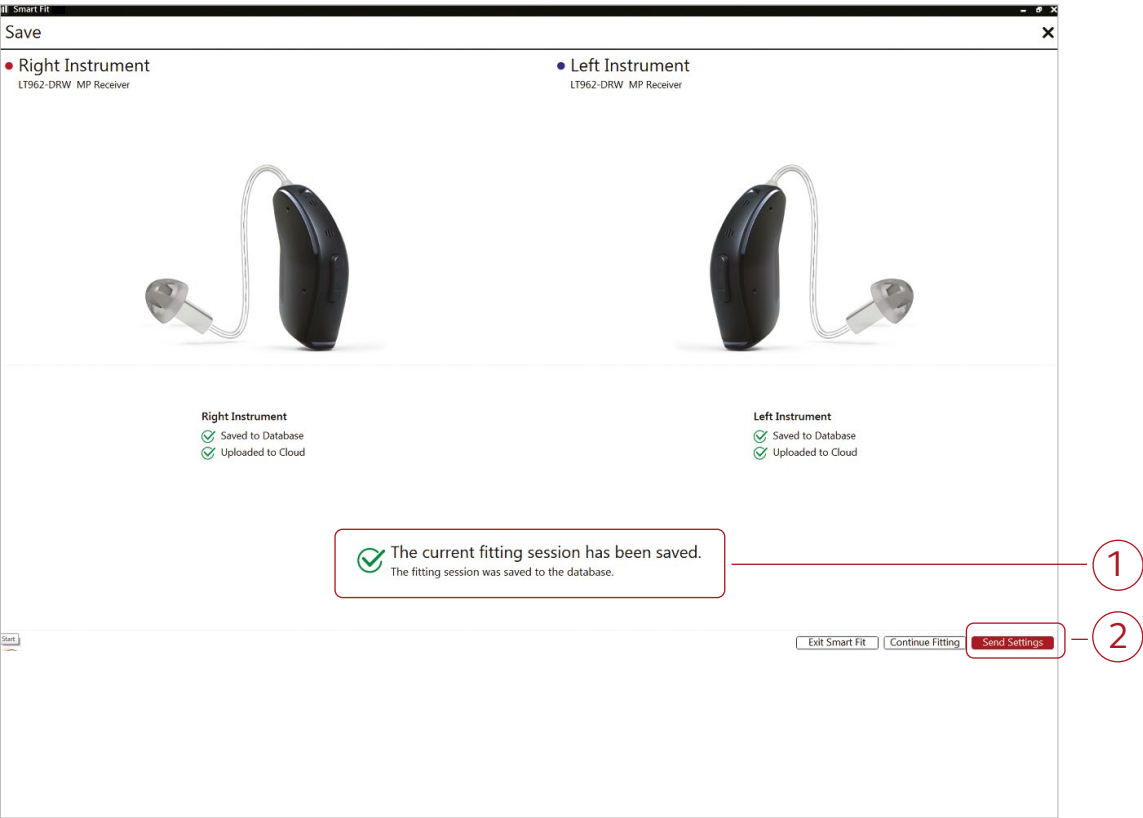 Smart Fit
Save
Right Instrument
LT962-DRW MP Receiver
Left Instrument
LT962-DRW MP Receiver
Right Instrument
Saved to Database
Uploaded to Cloud
Left Instrument
Saved to Database
Uploaded to Cloud
The current fitting session has been saved.
The fitting session was saved to the database.
1
Start
Exit Smart Fit
Continue Fitting
Send Settings
2